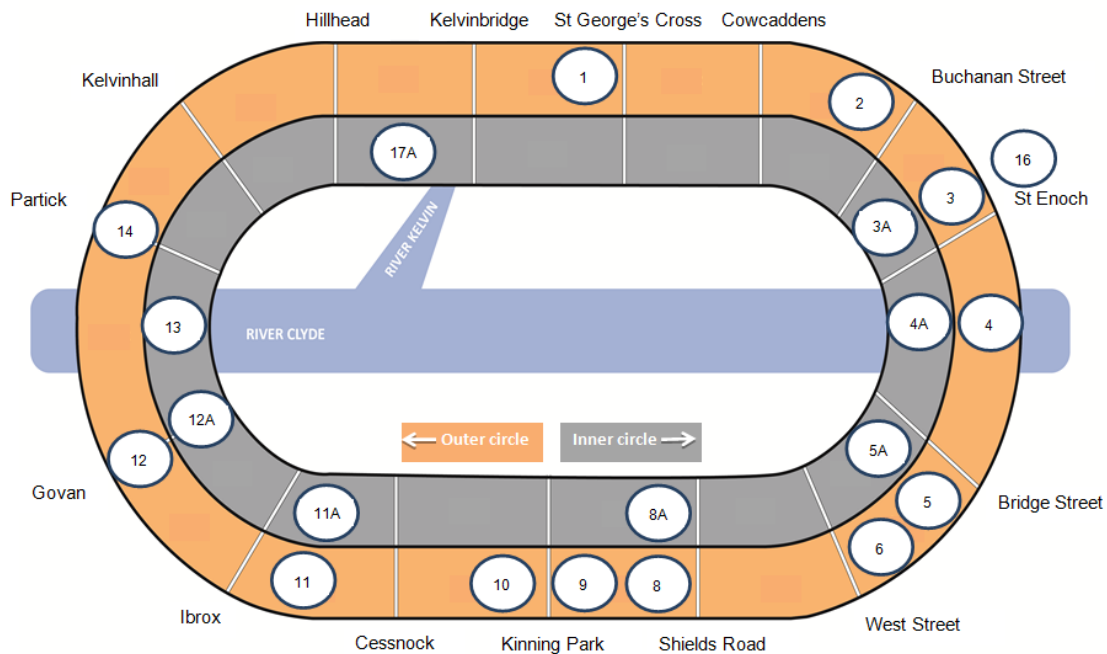 Hillhead
Kelvinbridge
St George's Cross
Cowcaddens
Kelvinhall
1
Buchanan Street
2
17A
16
Partick
3
St Enoch
14
3A
RIVER KELVIN
13
RIVER CLYDE
4A
4
12A
Outer circle
Inner circle
5A
12
Govan
5
Bridge Street
11A
8A
6
11
10
9
8
Ibrox
West Street
Cessnock
Kinning Park
Shields Road